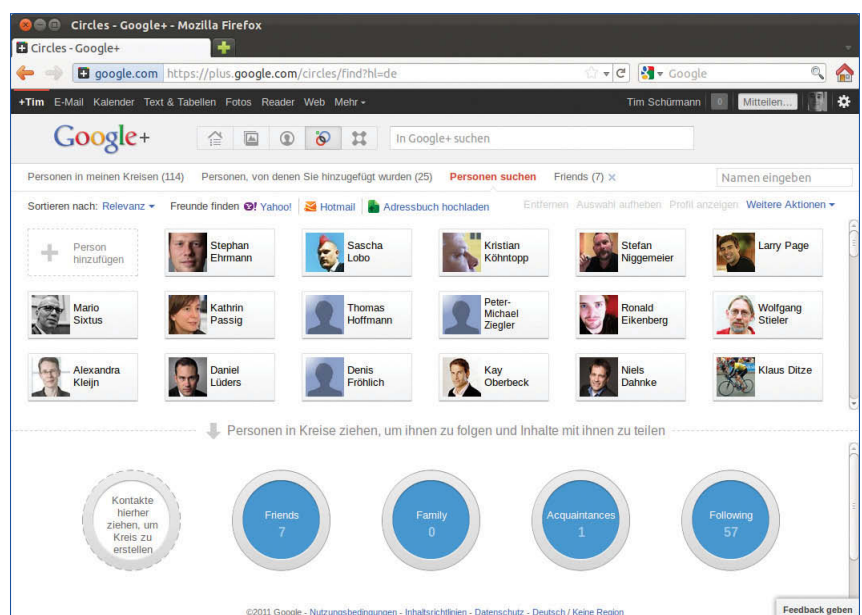 Circles - Google+ - Mozilla Firefox
Circles - Google+
google.com https://plus.google.com/circles/find?hl=de Google
+Tim E-Mail Kalender Text & Tabellen Fotos Reader Web Mehr Tim Schürmann 0 Mitteilen...
Google+ In Google+ suchen
Personen in meinen Kreisen (114) Personen, von denen Sie hinzugefügt wurden (25) Personen suchen Friends (7) × Namen eingeben
Sortieren nach: Relevanz Freunde finden Yahoo! Hotmail Adressbuch hochladen Entfernen Auswahl aufheben Profil anzeigen Weitere Aktionen
Person hinzufügen
Stephan Ehrmann
Sascha Lobo
Kristian Köhntopp
Stefan Niggemeier
Larry Page
Mario Sixtus
Kathrin Passig
Thomas Hoffmann
Peter-Michael Ziegler
Ronald Eikenberg
Wolfgang Stieler
Alexandra Kleijn
Daniel Lüders
Denis Fröhlich
Kay Oberbeck
Niels Dahnke
Klaus Ditze
Personen in Kreise ziehen, um ihnen zu folgen und Inhalte mit ihnen zu teilen
Kontakte
hierher
ziehen, um
Kreis zu
erstellen
Friends
7
Family
0
Acquaintances
1
Following
57
©2011 Google - Nutzungsbedingungen - Inhaltsrichtlinien - Datenschutz - Deutsch / Keine Region
Feedback geben